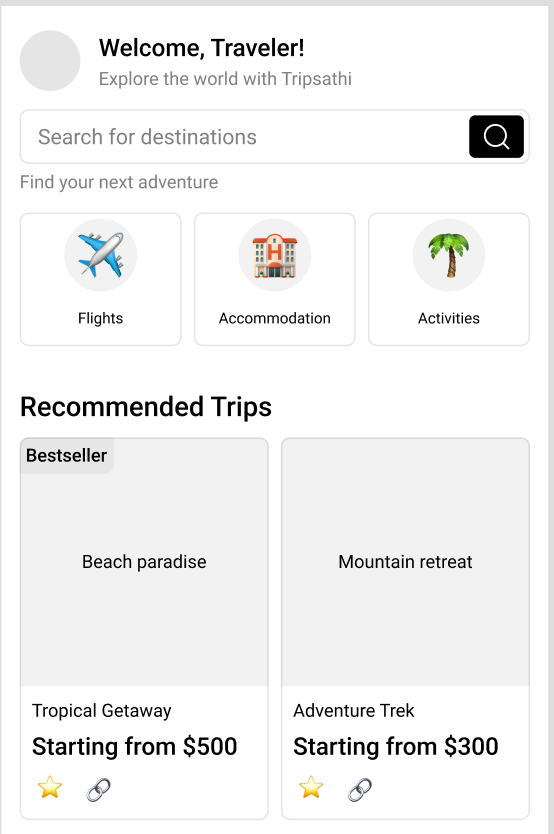 Welcome, Traveler!
Explore the world with Tripsathi
Search for destinations
Find your next adventure
Flights
Accommodation
Activities
Recommended Trips
Bestseller
Beach paradise
Mountain retreat
Tropical Getaway
Starting from $500
Adventure Trek
Starting from $300